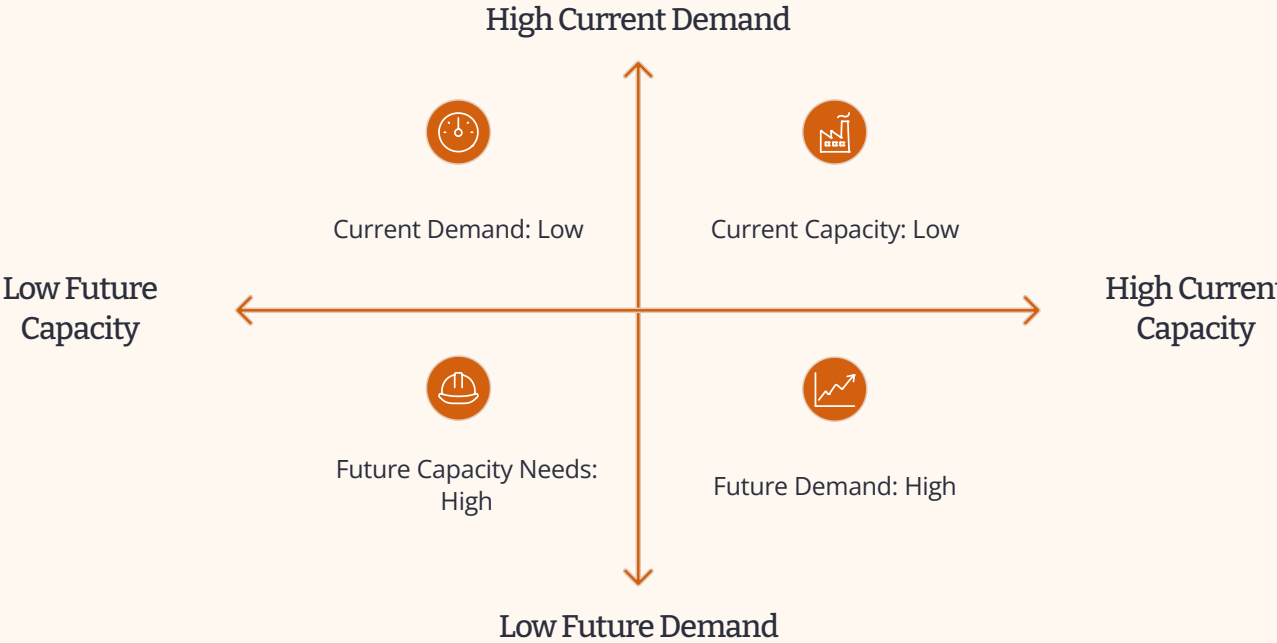 High Current Demand
Current Demand: Low
Current Capacity: Low
Low Future
Capacity
High Current
Capacity
Future Capacity Needs:
High
Future Demand: High
Low Future Demand